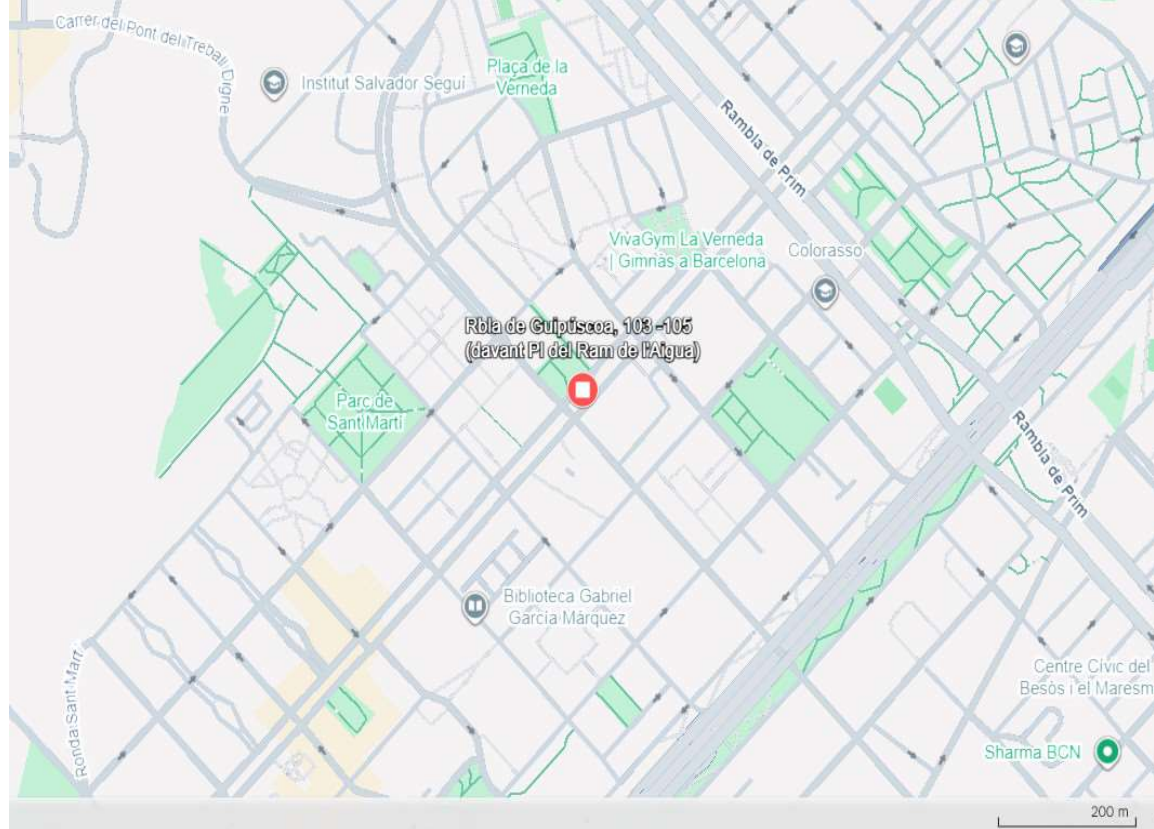 Carrer del Pont del Treball Digne
Institut Salvador Seguí
Plaça de la
Verneda
Rambla de Prim
VivaGym La Verneda
| Gimnàs a Barcelona
Colorasso
Rbla de Guipúscoa, 103 -105
(davant Pl del Ram de l'Aigua)
Parc de
Sant Martí
Rambla de Prim
Biblioteca Gabriel
García Márquez
Ronda Sant Martí
Centre Cívic del
Besòs i el Maresm
Sharma BCN
200 m